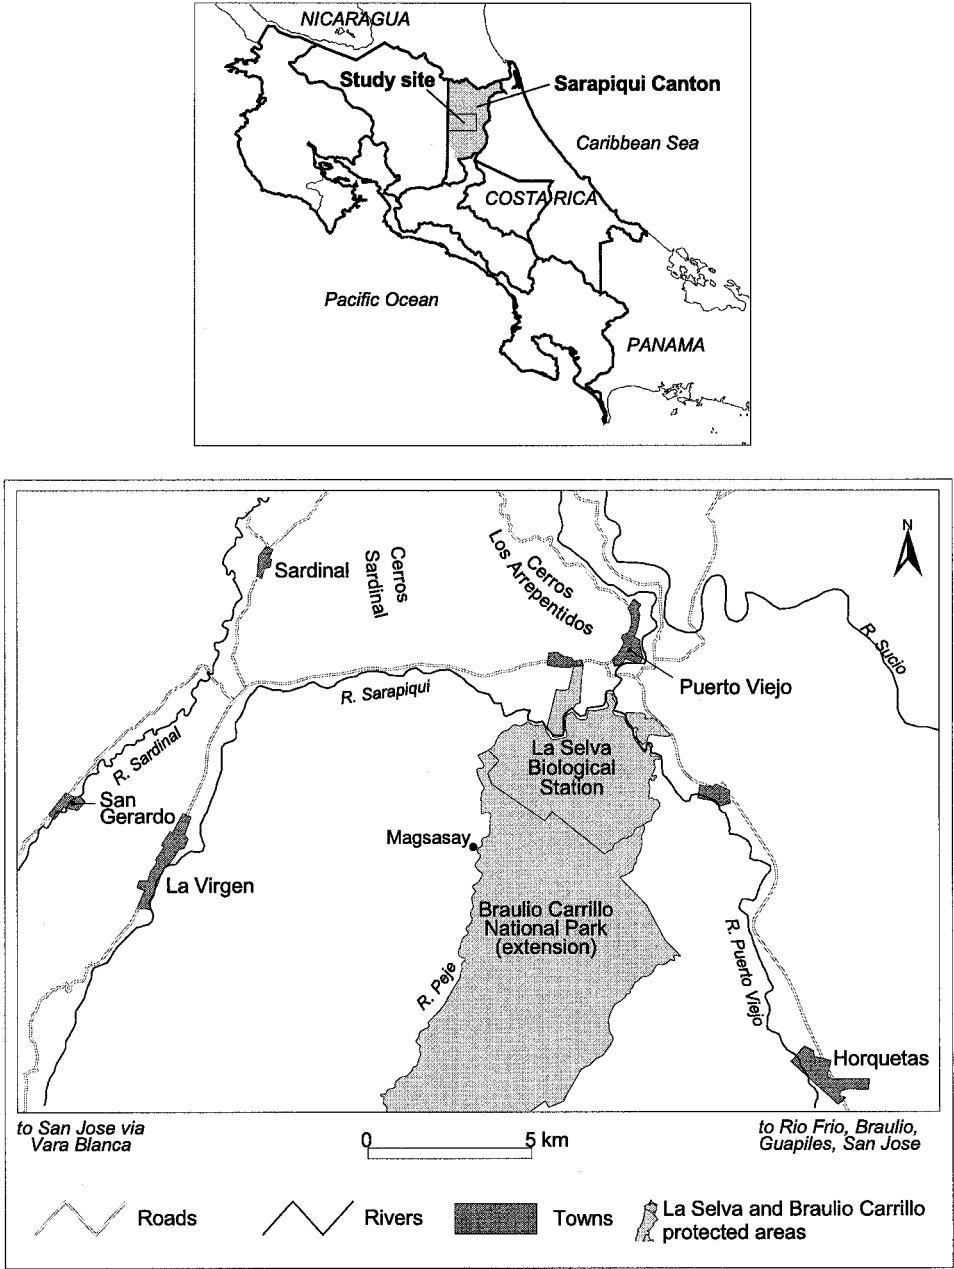 NICARAGUA
Study site
Sarapiqui Canton
Caribbean Sea
COSTA RICA
Pacific Ocean
PANAMA
N
Sardinal
Cerros
Sardinal
Cerros
Los Arrepentidos
R. Sucio
Puerto Viejo
R. Sarapiqui
R. Sardinal
La Selva
Biological
Station
San
Gerardo
Magsasay
La Virgen
Braulio Carrillo
National Park
(extension)
R. Peje
R. Puerto Viejo
Horquetas
to San Jose via
Vara Blanca
0 5 km
to Rio Frio, Braulio,
Guapiles, San Jose
Roads
Rivers
Towns
La Selva and Braulio Carrillo
protected areas